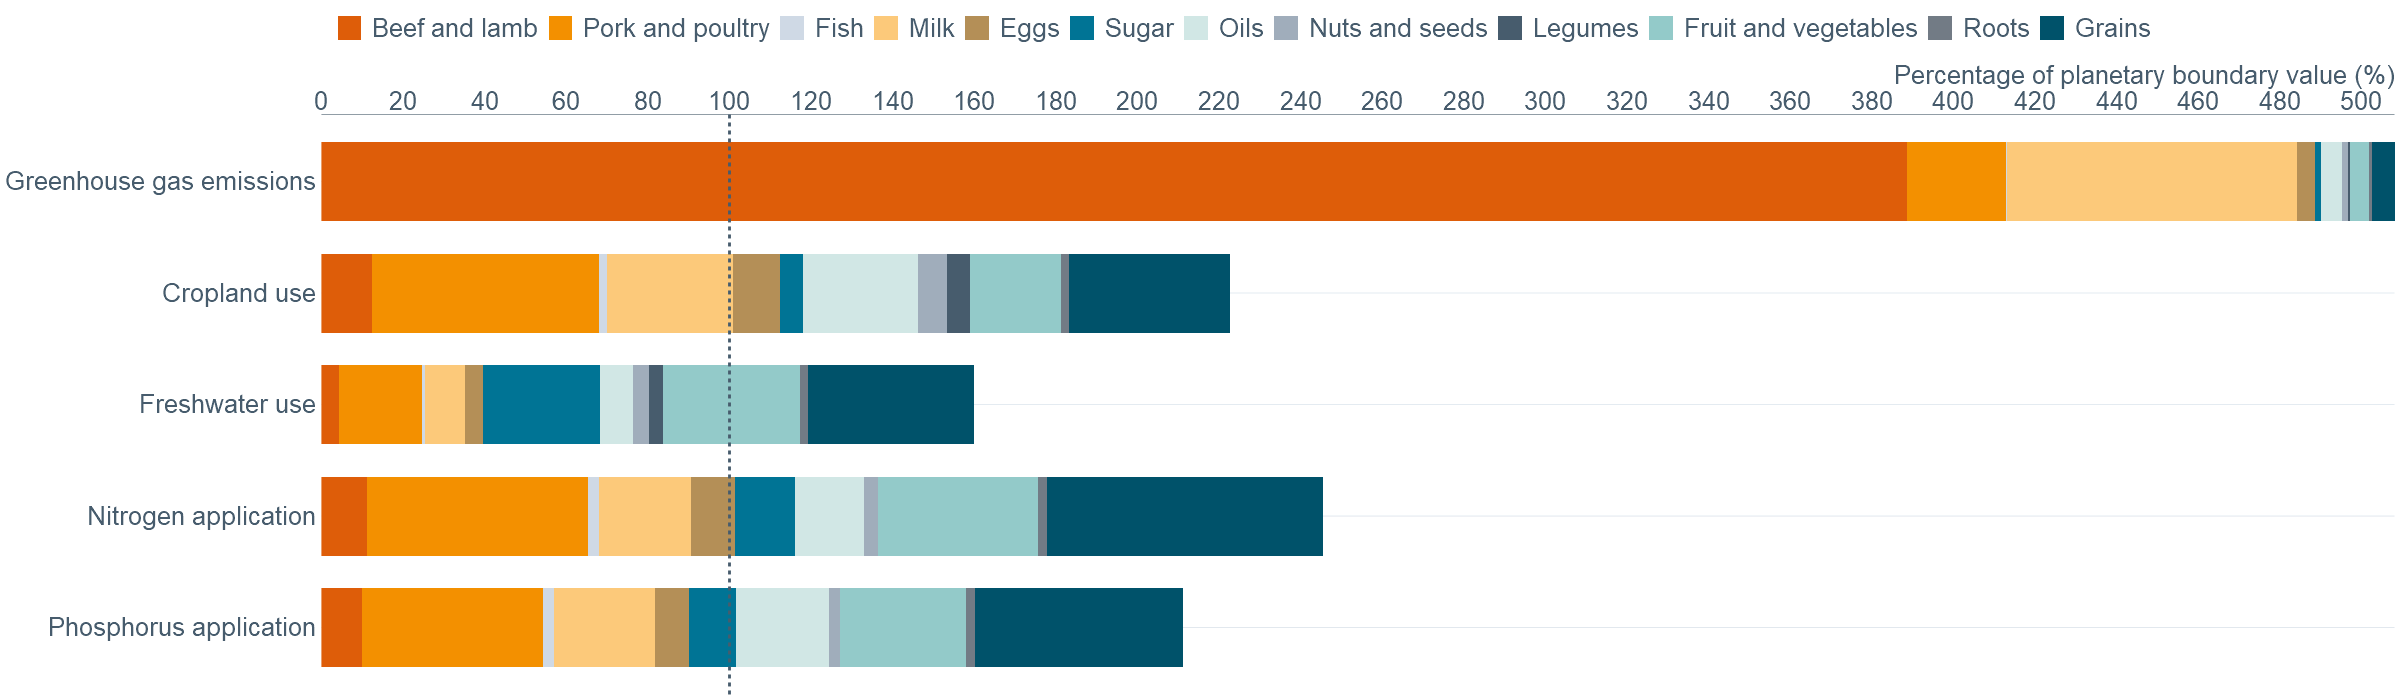 Beef and lamb Pork and poultry Fish Milk Eggs Sugar Oils Nuts and seeds Legumes Fruit and vegetables Roots Grains
Percentage of planetary boundary value (%)
0 20 40 60 80 100 120 140 160 180 200 220 240 260 280 300 320 340 360 380 400 420 440 460 480 500
Greenhouse gas emissions
Cropland use
Freshwater use
Nitrogen application
Phosphorus application